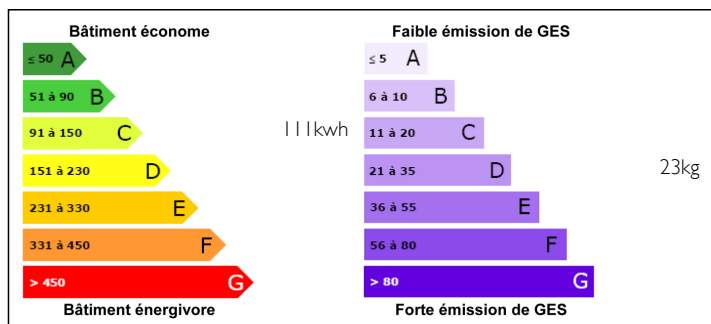 Bâtiment économe
≤ 50 A
51 à 90 B
91 à 150 C
111kwh
151 à 230 D
231 à 330 E
331 à 450 F
> 450 G
Bâtiment énergivore
Faible émission de GES
≤ 5 A
6 à 10 B
11 à 20 C
21 à 35 D
23kg
36 à 55 E
56 à 80 F
> 80 G
Forte émission de GES